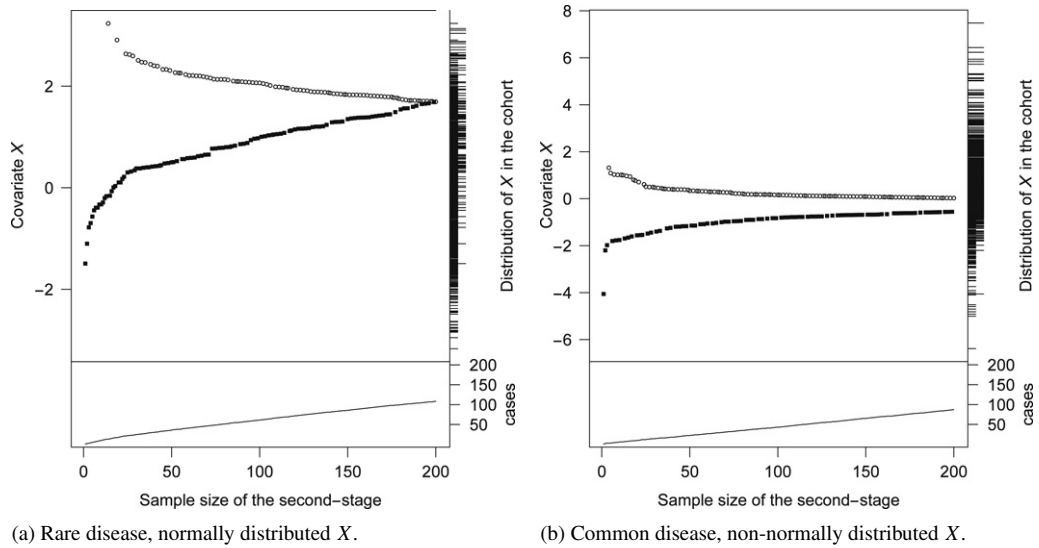 2
0
−2
Covariate X
Distribution of X in the cohort
200
150
100
50
cases
0
50
100
150
200
Sample size of the second−stage
(a) Rare disease, normally distributed X.
8
6
4
2
0
−2
−4
−6
Covariate X
Distribution of X in the cohort
200
150
100
50
cases
0
50
100
150
200
Sample size of the second−stage
(b) Common disease, non-normally distributed X.